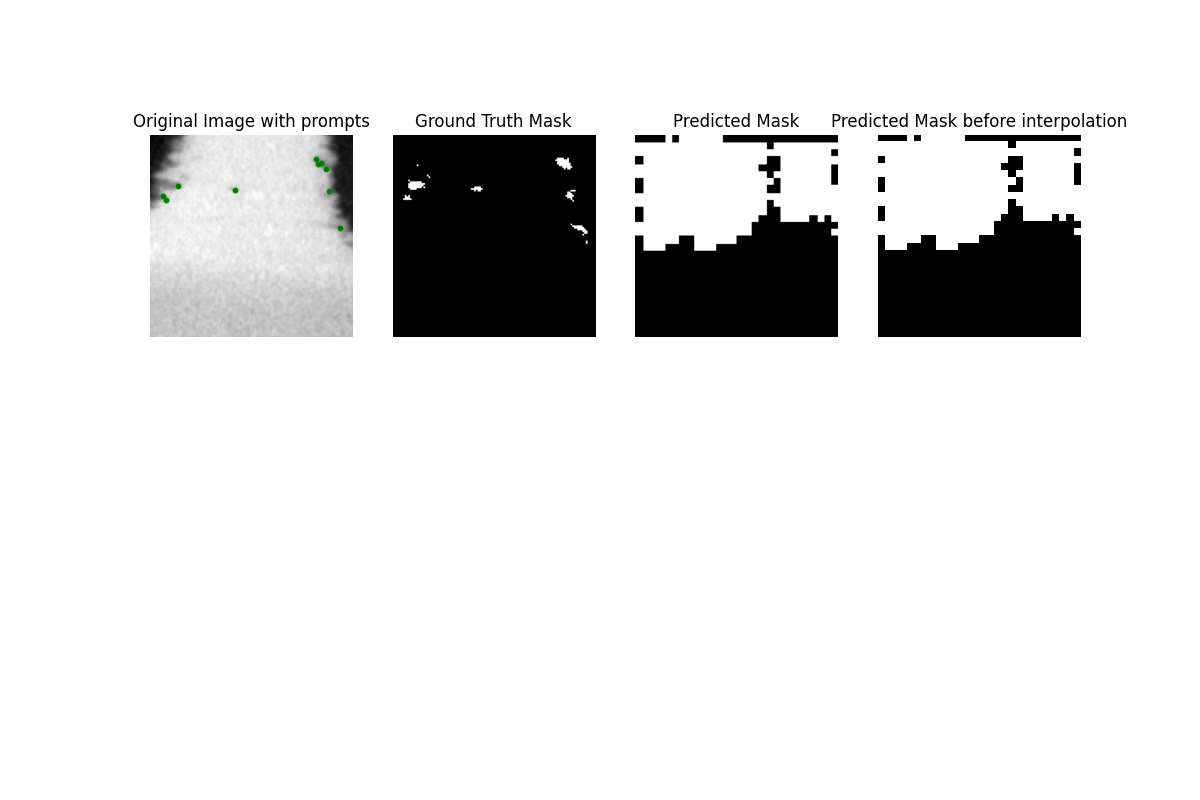 Original Image with prompts
Ground Truth Mask
Predicted Mask
Predicted Mask before interpolation